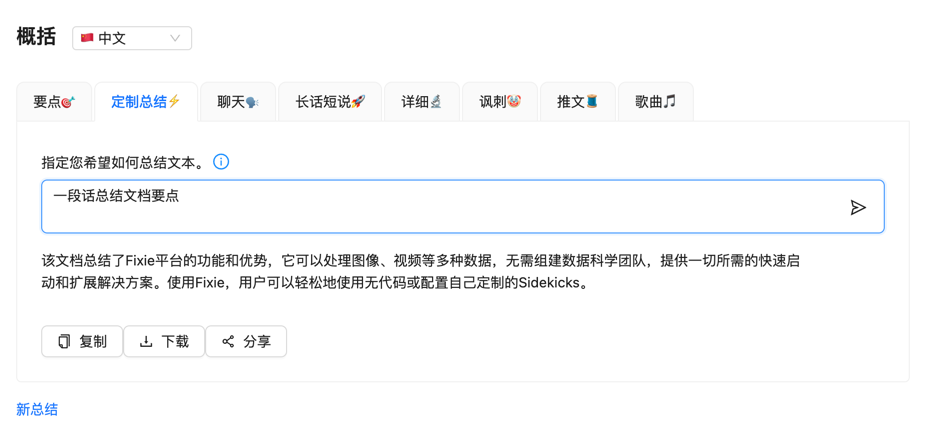 概括
中文
要点🎯
定制总结⚡
聊天🗣️
长话短说🚀
详细🔬
讽刺🤡
推文🧵
歌曲🎵
指定您希望如何总结文本。
一段话总结文档要点
该文档总结了Fixie平台的功能和优势，它可以处理图像、视频等多种数据，无需组建数据科学团队，提供一切所需的快速启
动和扩展解决方案。使用Fixie，用户可以轻松地使用无代码或配置自己定制的Sidekicks。
复制
下载
分享
新总结